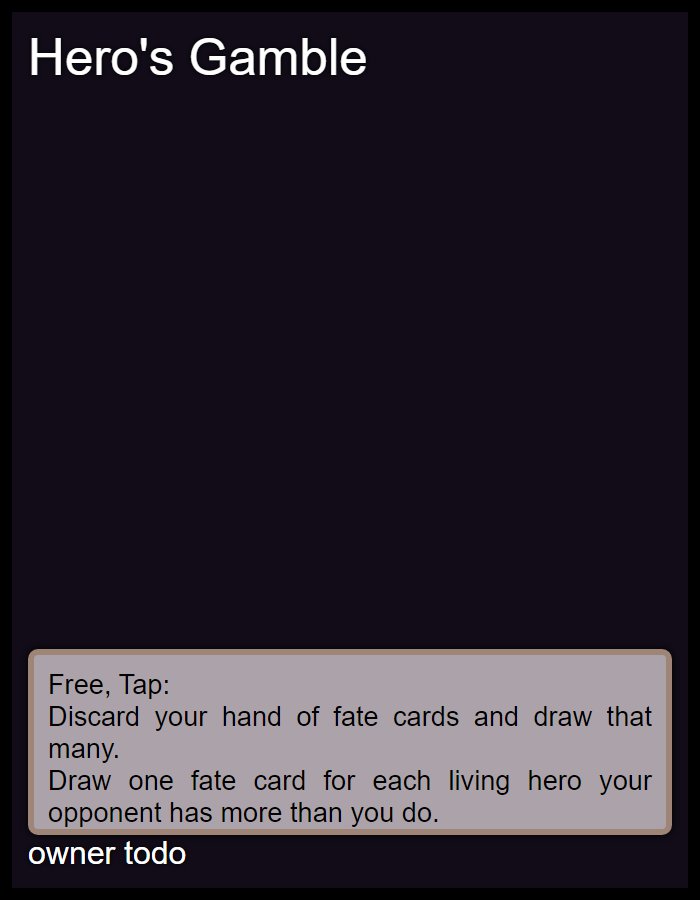 Hero's Gamble
Free, Tap:
Discard your hand of fate cards and draw that
many.
Draw one fate card for each living hero your
opponent has more than you do.
owner todo